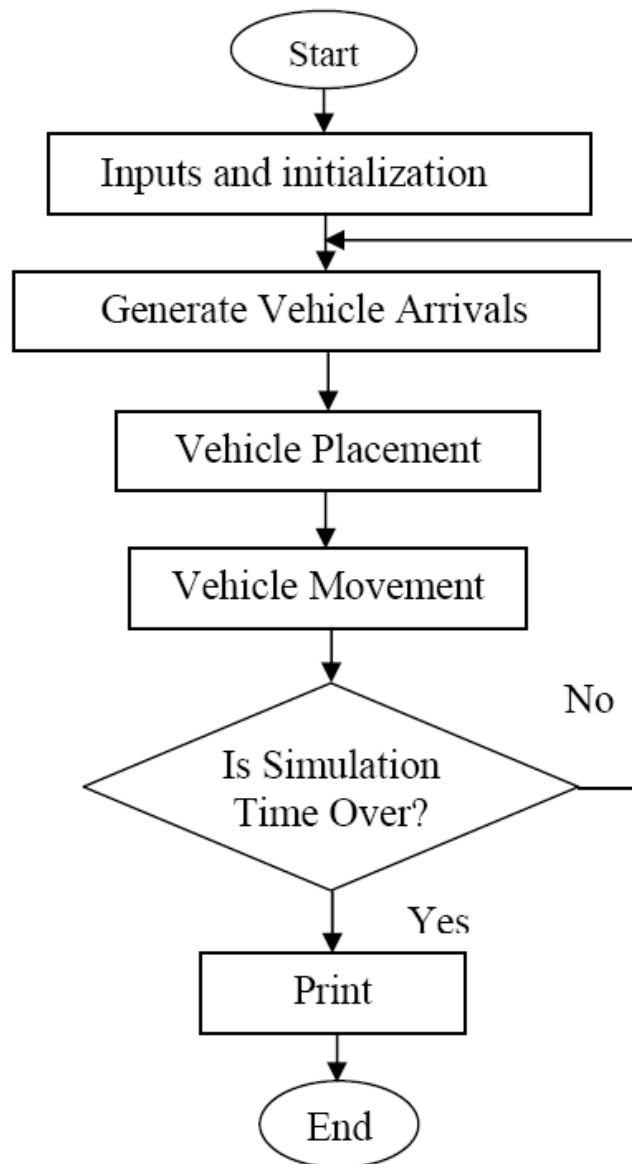 Start
Inputs and initialization
Generate Vehicle Arrivals
Vehicle Placement
Vehicle Movement
No
Is Simulation
Time Over?
Yes
Print
End